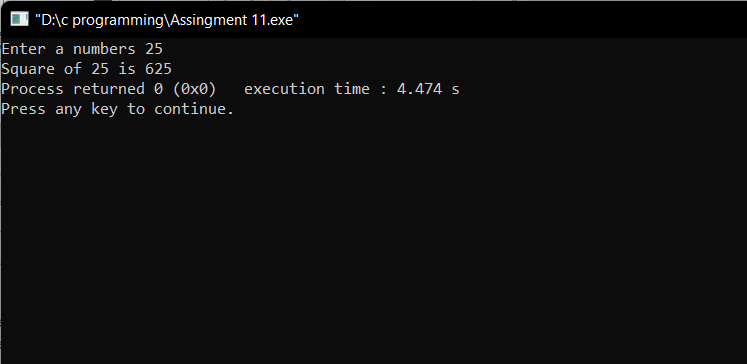 "D:\c programming\Assingment 11.exe"
Enter a numbers 25
Square of 25 is 625
Process returned 0 (0x0)   execution time : 4.474 s
Press any key to continue.